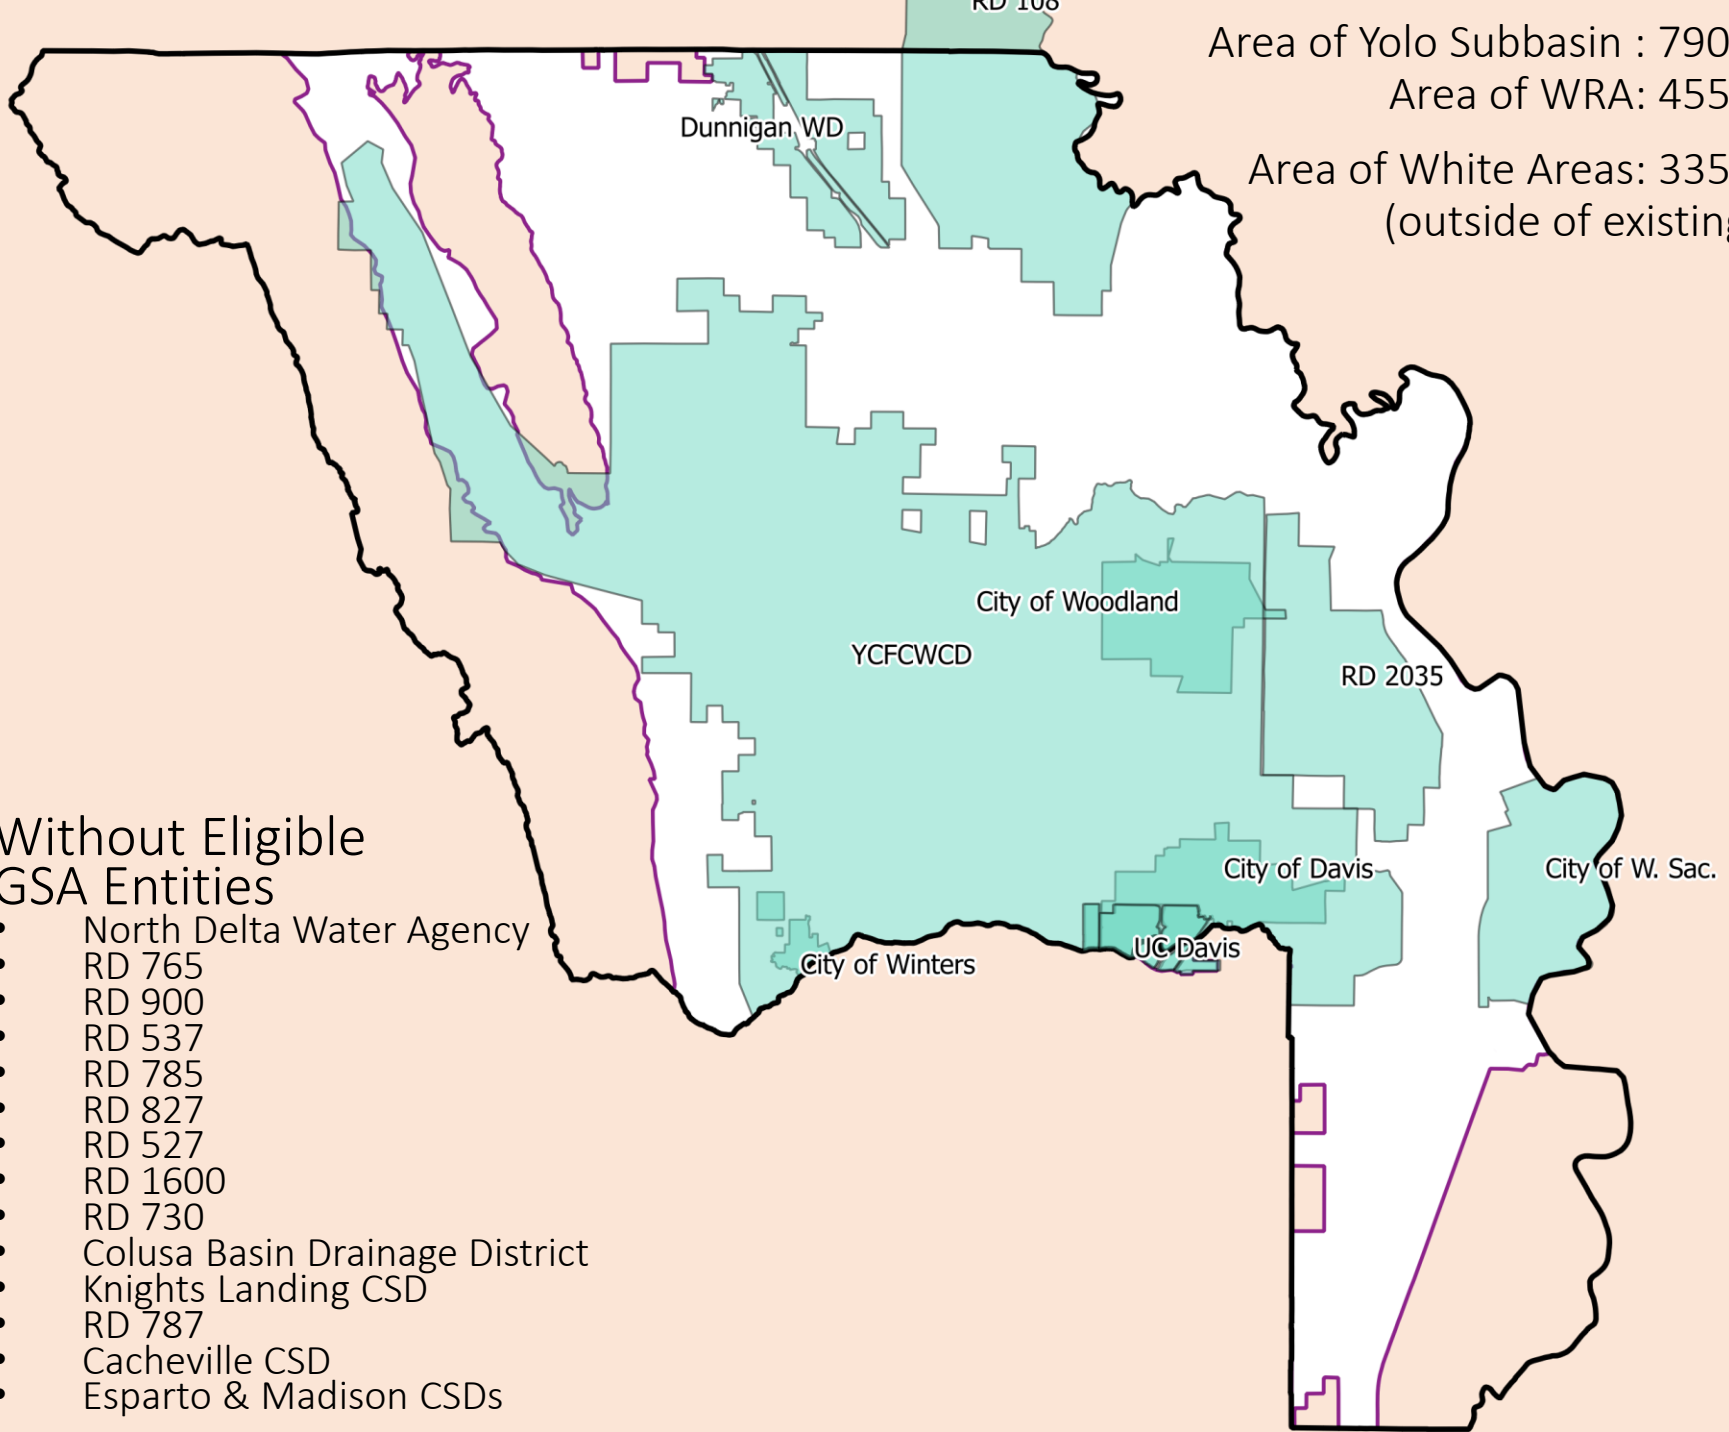 RD 108
Area of Yolo Subbasin : 790
Area of WRA: 455
Area of White Areas: 335
(outside of existing
Dunnigan WD
City of Woodland
YCFCWCD
RD 2035
City of Davis
City of W. Sac.
UC Davis
City of Winters
Without Eligible
GSA Entities
• North Delta Water Agency
• RD 765
• RD 900
• RD 537
• RD 785
• RD 827
• RD 527
• RD 1600
• RD 730
• Colusa Basin Drainage District
• Knights Landing CSD
• RD 787
• Cacheville CSD
• Esparto & Madison CSDs